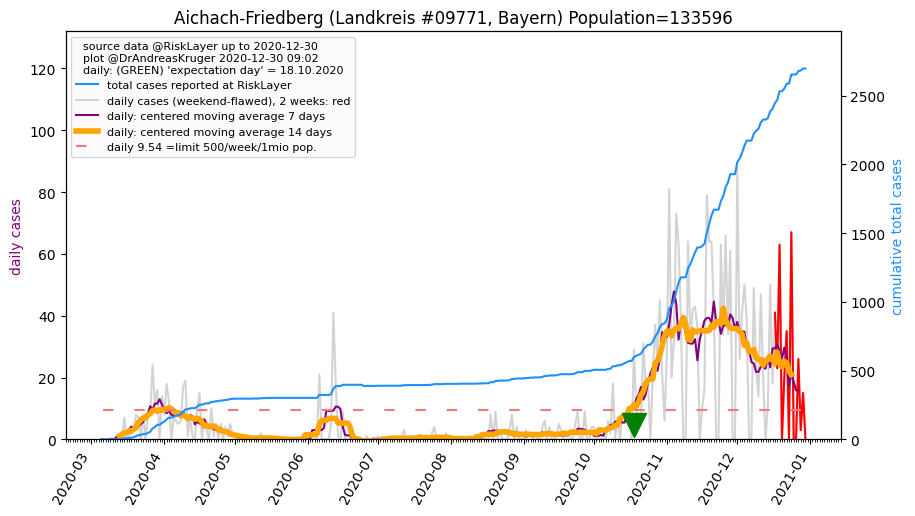 Aichach-Friedberg (Landkreis #09771, Bayern) Population=133596
source data @RiskLayer up to 2020-12-30
plot @DrAndreasKruger 2020-12-30 09:02
daily: (GREEN) 'expectation day' = 18.10.2020
total cases reported at RiskLayer
daily cases (weekend-flawed), 2 weeks: red
daily: centered moving average 7 days
daily: centered moving average 14 days
daily 9.54 =limit 500/week/1mio pop.
daily cases
120
100
80
60
40
20
0
cumulative total cases
2500
2000
1500
1000
500
0
2020-03
2020-04
2020-05
2020-06
2020-07
2020-08
2020-09
2020-10
2020-11
2020-12
2021-01